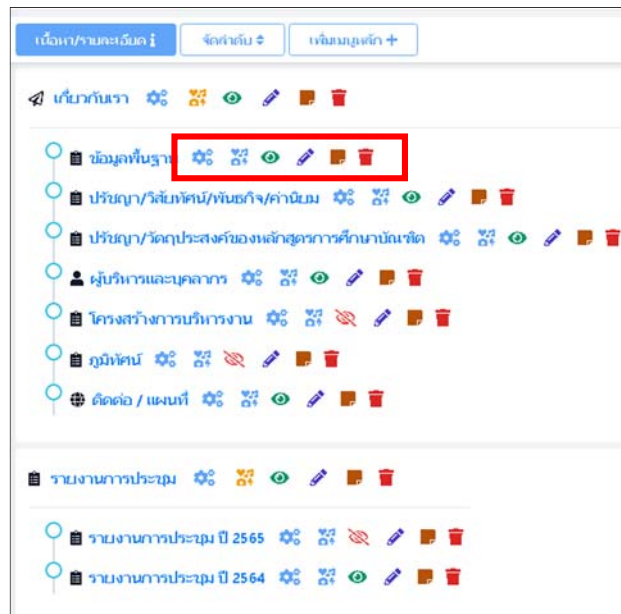 เนื้อหา/รายละเอียด จัดลำดับ เพิ่มเมนูหลัก +
เกี่ยวกับเรา
ข้อมูลพื้นฐาน
ปรัชญา/วิสัยทัศน์/พันธกิจ/ค่านิยม
ปรัชญา/วัตถุประสงค์ของหลักสูตรการศึกษาบัณฑิต
ผู้บริหารและบุคลากร
โครงสร้างการบริหารงาน
ภูมิทัศน์
ติดต่อ / แผนที่
รายงานการประชุม
รายงานการประชุม ปี 2565
รายงานการประชุม ปี 2564